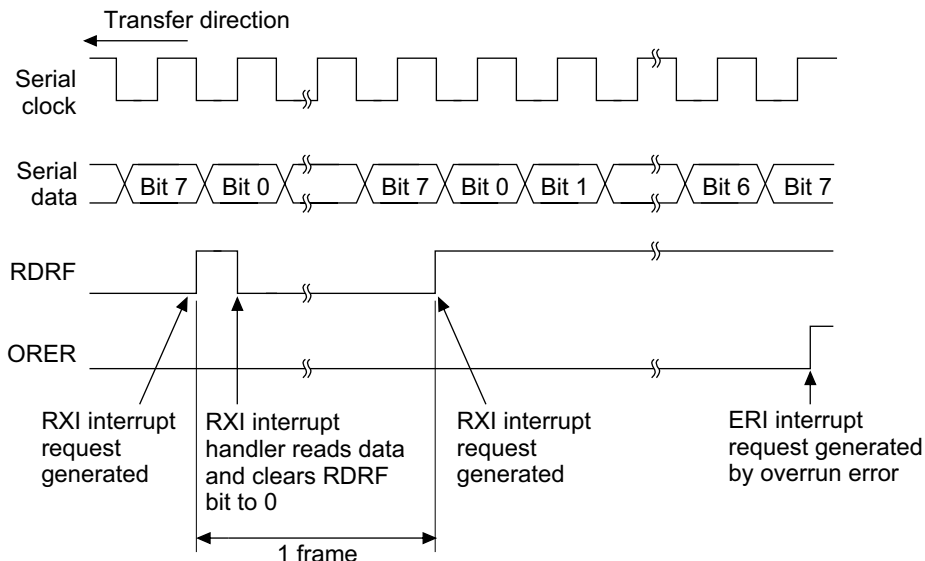 Transfer direction
Serial
clock
Serial
data
Bit 7
Bit 0
Bit 7
Bit 0
Bit 1
Bit 6
Bit 7
RDRF
ORER
RXI interrupt
request
generated
RXI interrupt
handler reads data
and clears RDRF
bit to 0
RXI interrupt
request
generated
ERI interrupt
request generated
by overrun error
1 frame